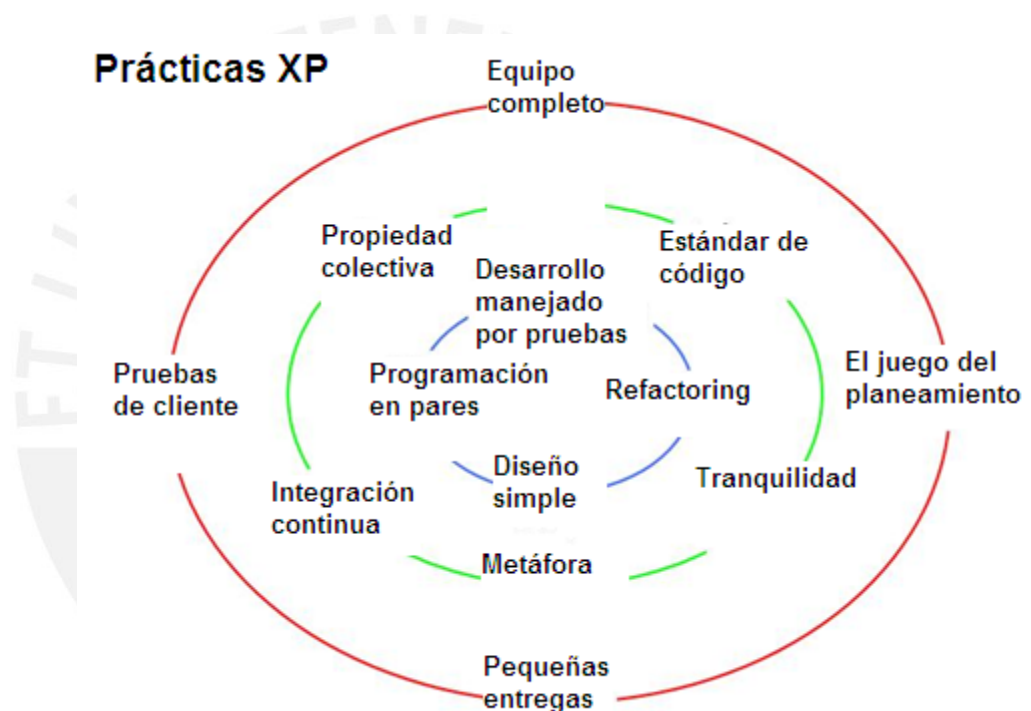 Prácticas XP
Equipo
completo
Propiedad
colectiva
Estándar de
código
Desarrollo
manejado
por pruebas
Pruebas
de cliente
Programación
en pares
Refactoring
El juego del
planeamiento
Integración
continua
Diseño
simple
Tranquilidad
Metáfora
Pequeñas
entregas